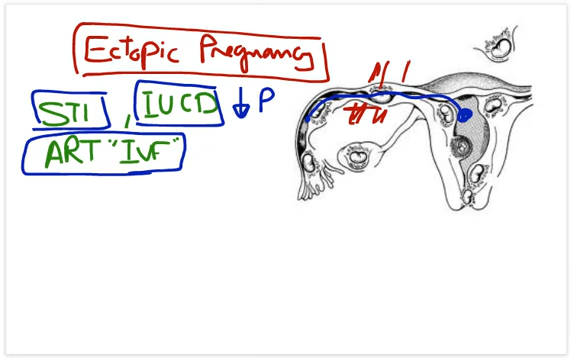 Ectopic Pregnancy
STI, IUCD ↓ P
ART "IVF"